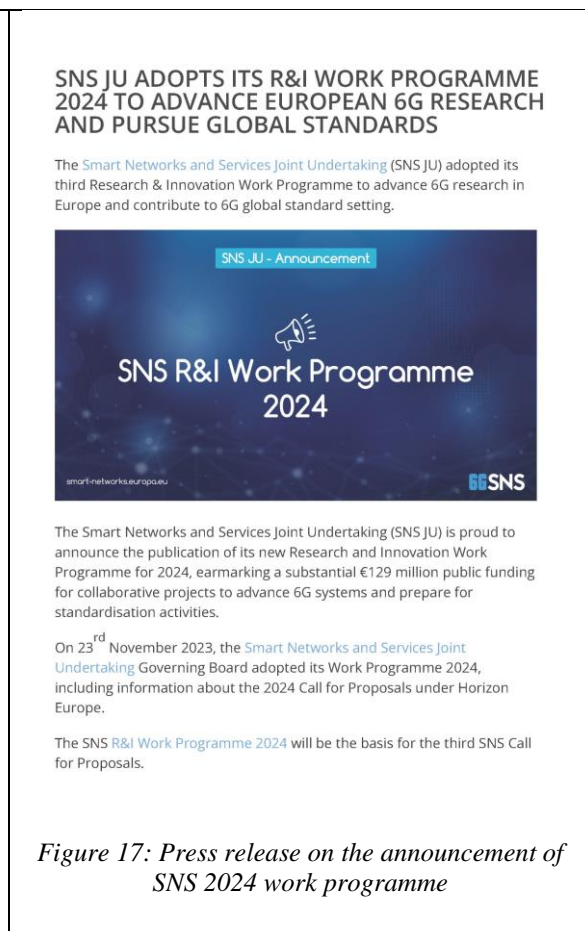 SNS JU ADOPTS ITS R&I WORK PROGRAMME
2024 TO ADVANCE EUROPEAN 6G RESEARCH
AND PURSUE GLOBAL STANDARDS
The Smart Networks and Services Joint Undertaking (SNS JU) adopted its
third Research & Innovation Work Programme to advance 6G research in
Europe and contribute to 6G global standard setting.
SNS JU - Announcement
SNS R&I Work Programme
2024
smart-networks.europa.eu
6GSNS
The Smart Networks and Services Joint Undertaking (SNS JU) is proud to
announce the publication of its new Research and Innovation Work
Programme for 2024, earmarking a substantial €129 million public funding
for collaborative projects to advance 6G systems and prepare for
standardisation activities.
On 23rd November 2023, the Smart Networks and Services Joint
Undertaking Governing Board adopted its Work Programme 2024,
including information about the 2024 Call for Proposals under Horizon
Europe.
The SNS R&I Work Programme 2024 will be the basis for the third SNS Call
for Proposals.
Figure 17: Press release on the announcement of
SNS 2024 work programme